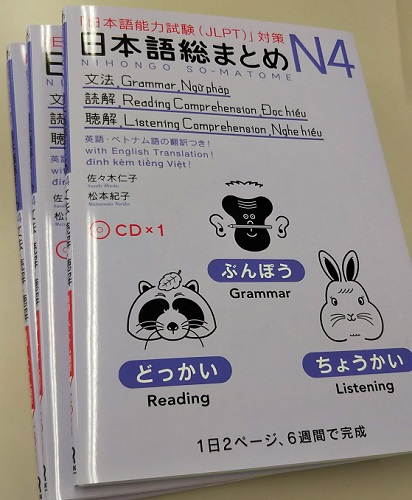 「日本語能力試験（JLPT）」対策
日本語総まとめ N4
NIHONGO SO-MATOME
文法 Grammar, Ngữ pháp
読解 Reading Comprehension, Đọc hiểu
聴解 Listening Comprehension, Nghe hiểu
英語・ベトナム語の翻訳つき!
with English Translation!
đính kèm tiếng Việt!
佐々木仁子
Sasaki Hitoko
松本紀子
Matsumoto Noriko
CD×1
ぶんぽう
Grammar
どっかい
Reading
ちょうかい
Listening
1日2ページ、6週間で完成